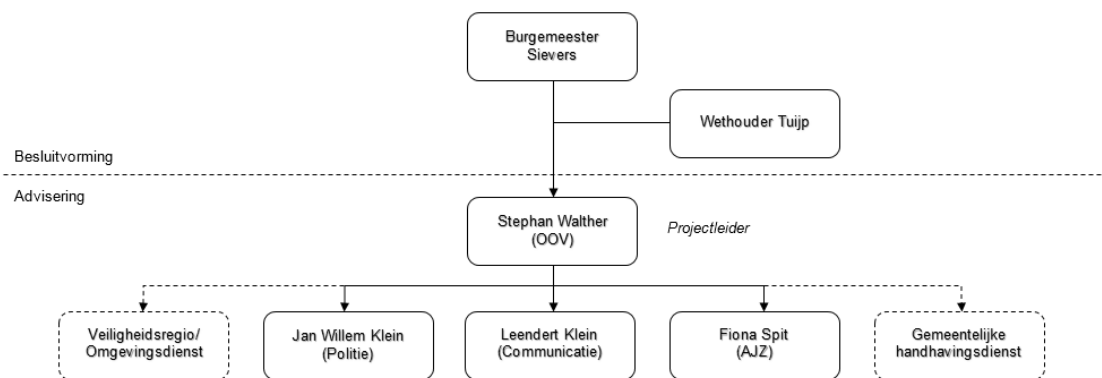 Burgemeester
Sievers
Wethouder Tuijp
Besluitvorming
Advisering
Stephan Walther
(OOV)
Projectleider
Veiligheidsregio/
Omgevingsdienst
Jan Willem Klein
(Politie)
Leendert Klein
(Communicatie)
Fiona Spit
(AJZ)
Gemeentelijke
handhavingsdienst